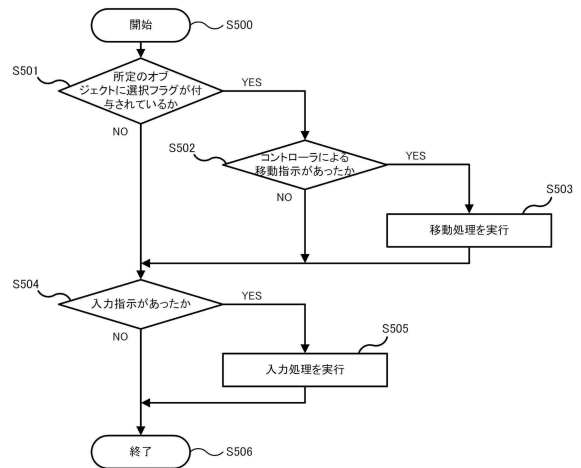 開始
S500
S501
所定のオブ
ジェクトに選択フラグが付
与されているか
YES
NO
S502
コントローラによる
移動指示があったか
YES
NO
S503
移動処理を実行
S504
入力指示があったか
YES
NO
S505
入力処理を実行
終了
S506